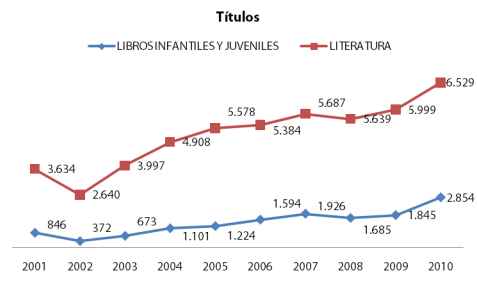 Títulos
LIBROS INFANTILES Y JUVENILES LITERATURA
6.529
5.578 5.687 5.999
5.384 5.639
4.908
3.634 3.997
2.640
2.854
1.594 1.926 1.845
846 372 673 1.101 1.224 1.685
2001 2002 2003 2004 2005 2006 2007 2008 2009 2010